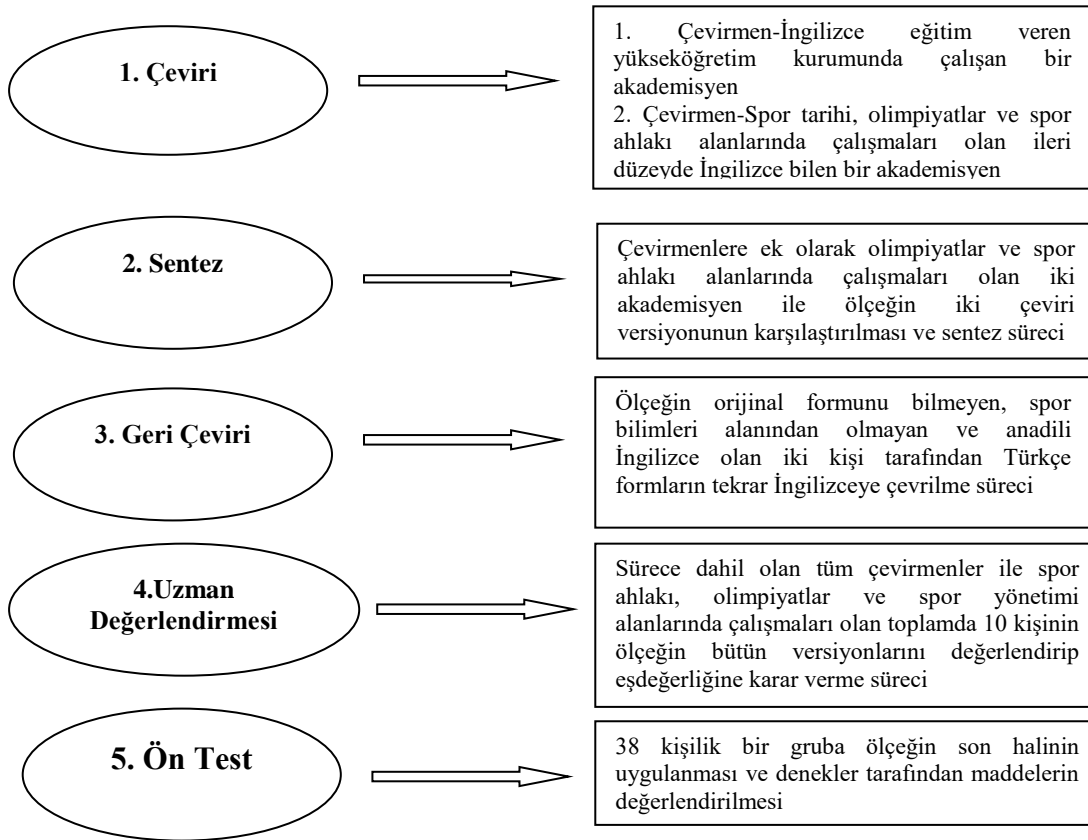 1. Çeviri
1. Çevirmen-İngilizce eğitim veren
yükseköğretim kurumunda çalışan bir
akademisyen
2. Çevirmen-Spor tarihi, olimpiyatlar ve spor
ahlakı alanlarında çalışmaları olan ileri
düzeyde İngilizce bilen bir akademisyen
2. Sentez
Çevirmenlere ek olarak olimpiyatlar ve spor
ahlakı alanlarında çalışmaları olan iki
akademisyen ile ölçeğin iki çeviri
versiyonunun karşılaştırılması ve sentez süreci
3. Geri Çeviri
Ölçeğin orijinal formunu bilmeyen, spor
bilimleri alanından olmayan ve anadili
İngilizce olan iki kişi tarafından Türkçe
formların tekrar İngilizceye çevrilme süreci
4.Uzman
Değerlendirmesi
Sürece dahil olan tüm çevirmenler ile spor
ahlakı, olimpiyatlar ve spor yönetimi
alanlarında çalışmaları olan toplamda 10 kişinin
ölçeğin bütün versiyonlarını değerlendirip
eşdeğerliğine karar verme süreci
5. Ön Test
38 kişilik bir gruba ölçeğin son halinin
uygulanması ve denekler tarafından maddelerin
değerlendirilmesi